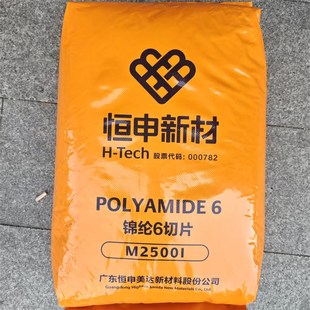 恒申新材
H-Tech 股票代码：000782
POLYAMIDE 6
锦纶6切片
M2500I
广东恒申美达新材料股份公司